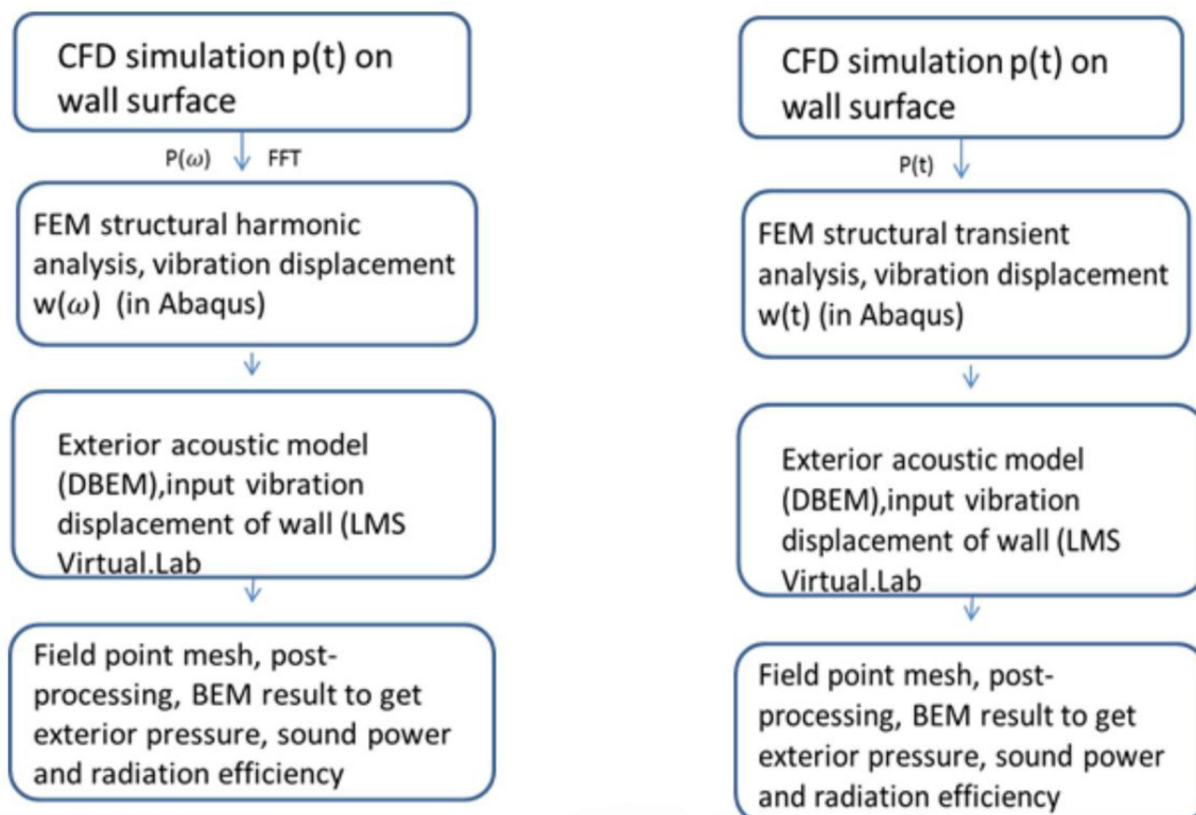 CFD simulation p(t) on
wall surface
P(ω) FFT
FEM structural harmonic
analysis, vibration displacement
w(ω) (in Abaqus)
Exterior acoustic model
(DBEM),input vibration
displacement of wall (LMS
Virtual.Lab
Field point mesh, post-
processing, BEM result to get
exterior pressure, sound power
and radiation efficiency
CFD simulation p(t) on
wall surface
P(t)
FEM structural transient
analysis, vibration displacement
w(t) (in Abaqus)
Exterior acoustic model
(DBEM),input vibration
displacement of wall (LMS
Virtual.Lab
Field point mesh, post-
processing, BEM result to get
exterior pressure, sound power
and radiation efficiency